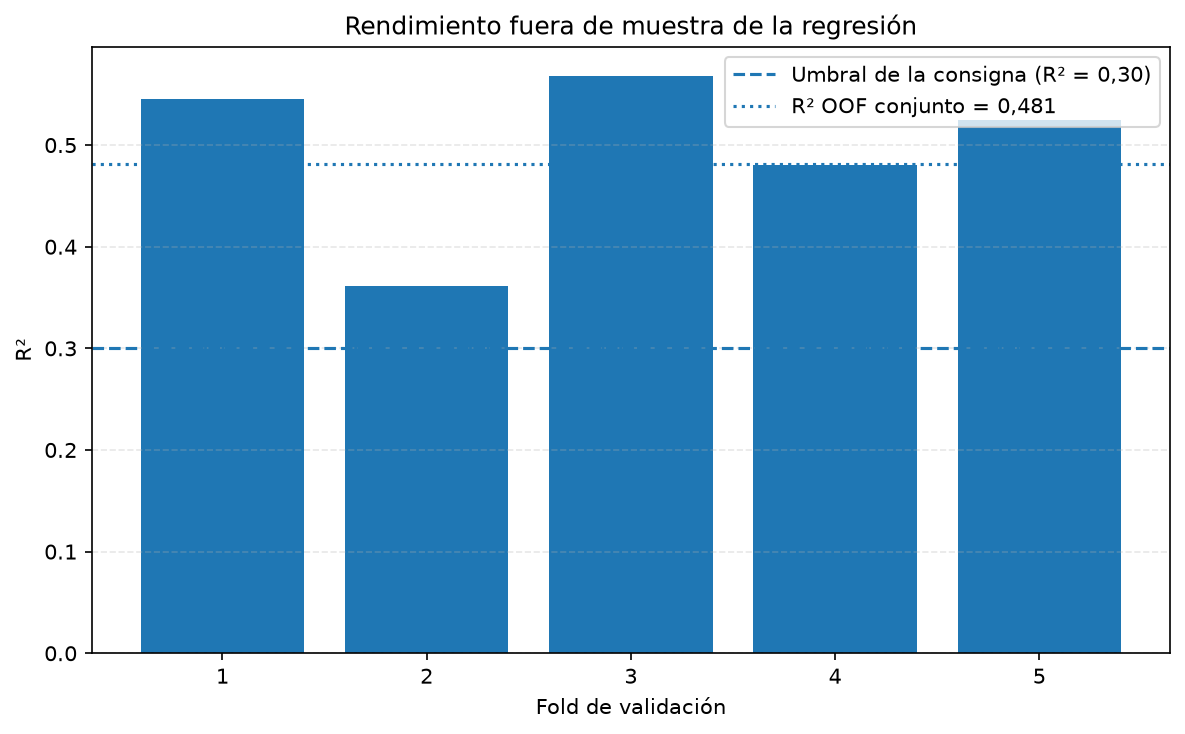 Rendimiento fuera de muestra de la regresión
Umbral de la consigna (R² = 0,30)
R² OOF conjunto = 0,481
R²
0.5
0.4
0.3
0.2
0.1
0.0
1 2 3 4 5
Fold de validación